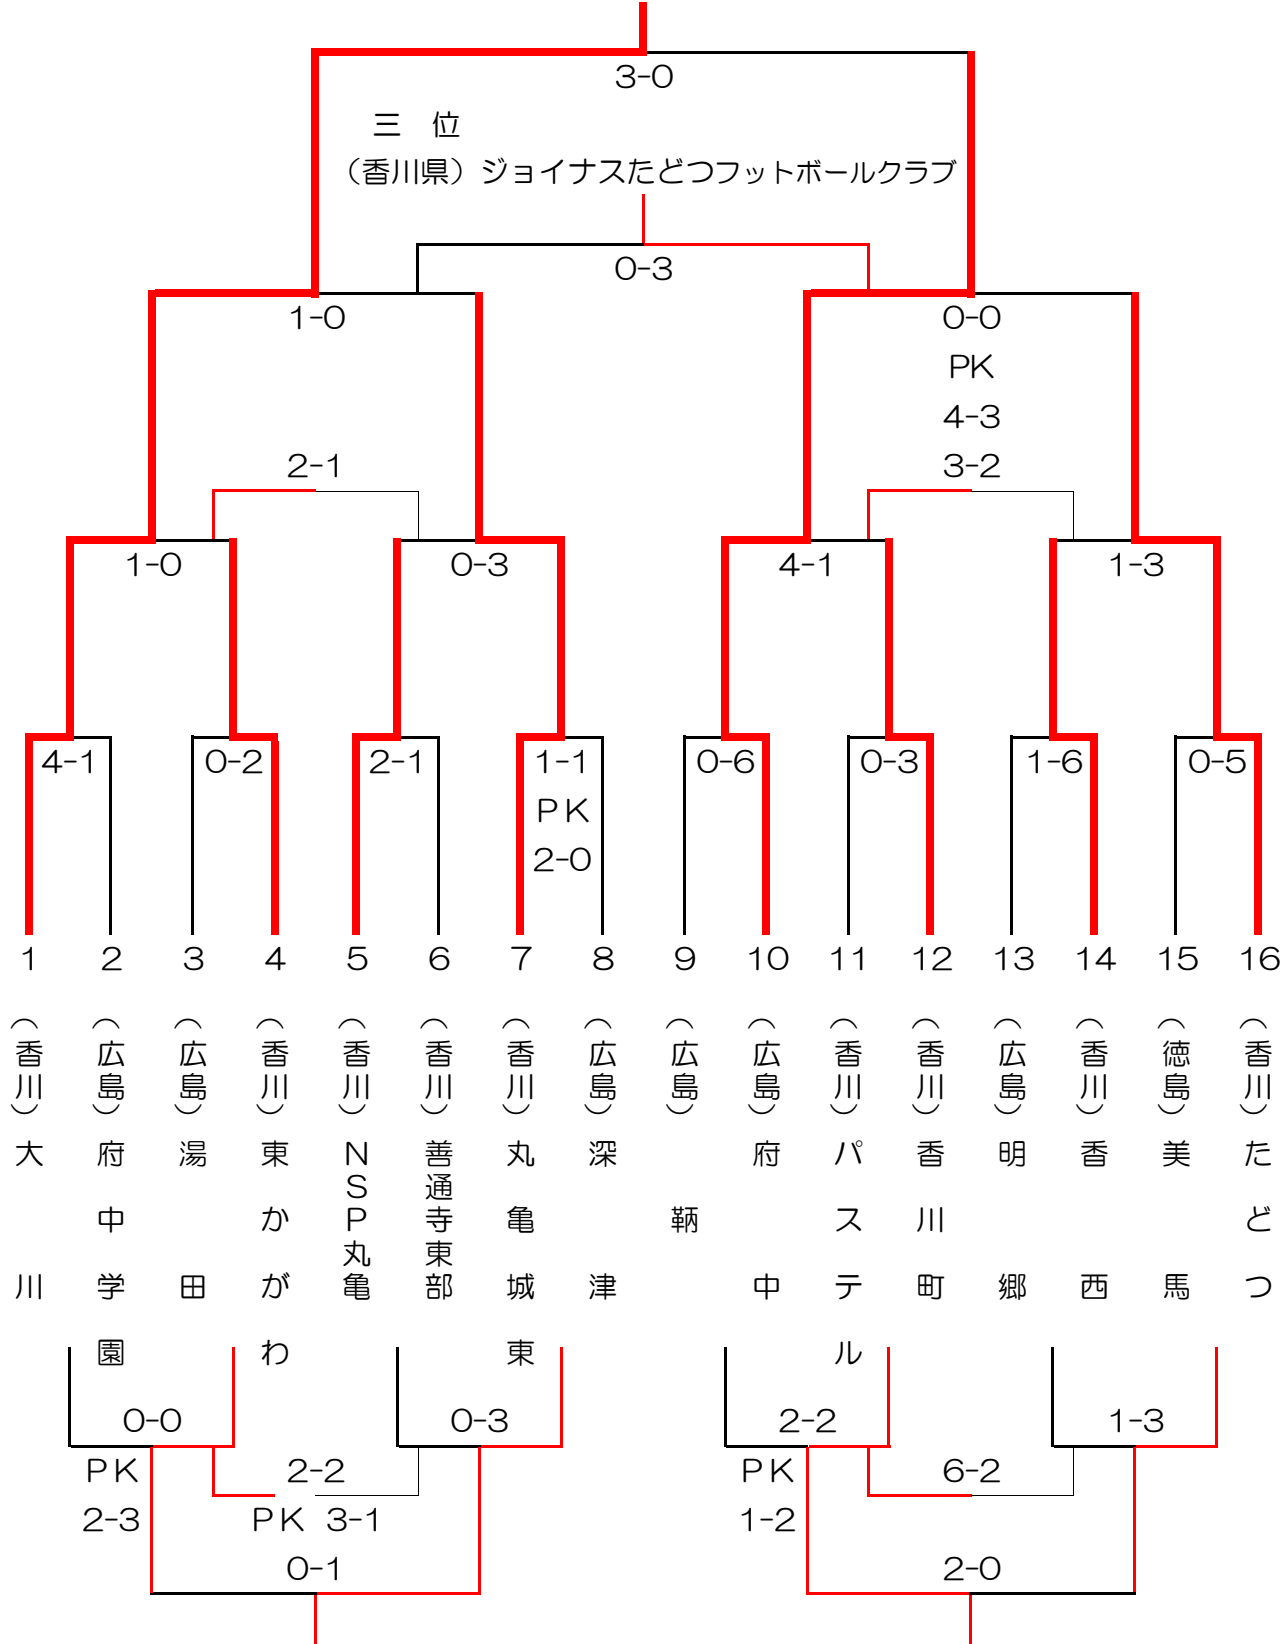 3-0
三　位
（香川県）ジョイナスたどつフットボールクラブ
0-3
1-0
0-0
PK
4-3
2-1
3-2
1-0
0-3
4-1
1-3
4-1
0-2
2-1
1-1
0-6
0-3
1-6
0-5
PK
2-0
1 2 3 4 5 6 7 8 9 10 11 12 13 14 15 16
（香川）大川
（広島）府中学園
（広島）湯田
（香川）東かがわ
（香川）NSP丸亀
（香川）善通寺東部
（香川）丸亀城東
（広島）深津
（広島）鞆
（広島）府中
（香川）パステル
（香川）香川町
（広島）明郷
（香川）香西
（徳島）美馬
（香川）たどつ
0-0
0-3
2-2
1-3
PK
2-2
PK
6-2
2-3
PK 3-1
1-2
0-1
2-0